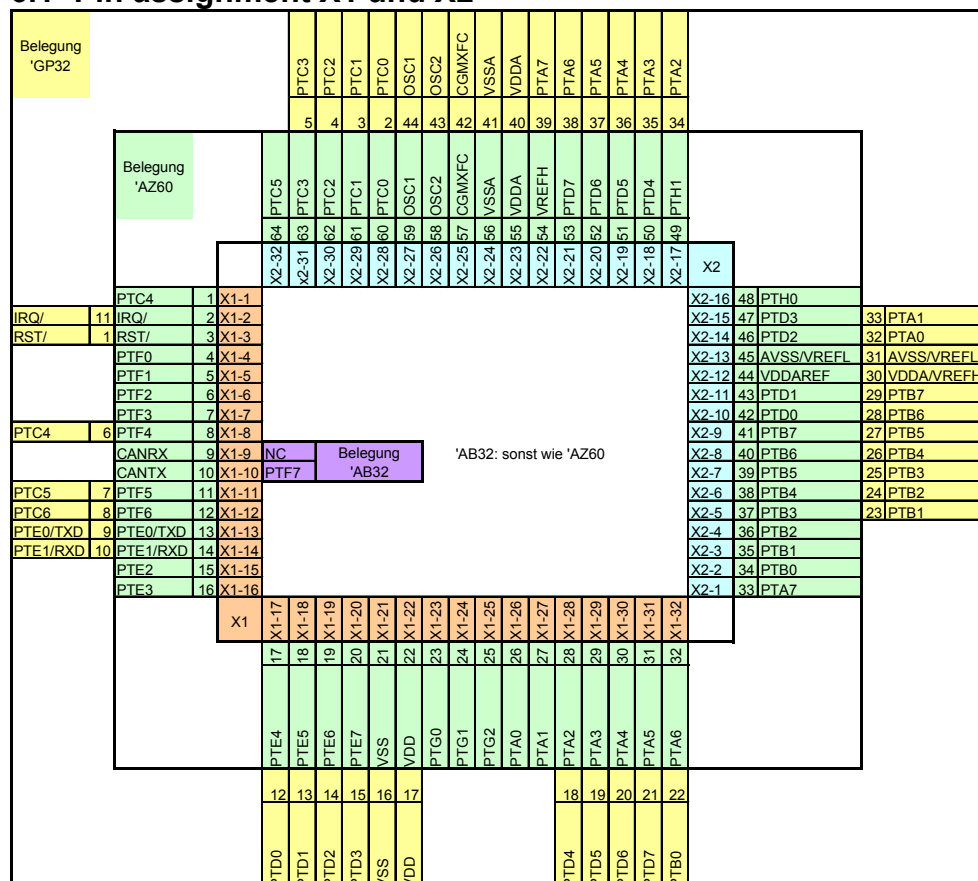 Belegung
'GP32
PTC3 PTC2 PTC1 PTC0 OSC1 OSC2 CGMXFC VSSA VDDA PTA7 PTA6 PTA5 PTA4 PTA3 PTA2
5 4 3 2 44 43 42 41 40 39 38 37 36 35 34
Belegung
'AZ60
PTC5 PTC3 PTC2 PTC1 PTC0 OSC1 OSC2 CGMXFC VSSA VDDA VREFH PTD7 PTD6 PTD5 PTD4 PTH1
64 63 62 61 60 59 58 57 56 55 54 53 52 51 50 49
X2-32 x2-31 X2-30 X2-29 X2-28 X2-27 X2-26 X2-25 X2-24 X2-23 X2-22 X2-21 X2-20 X2-19 X2-18 X2-17 X2
PTC4 1 X1-1 X2-16 48 PTH0
IRQ/ 11 IRQ/ 2 X1-2 X2-15 47 PTD3 33 PTA1
RST/ 1 RST/ 3 X1-3 X2-14 46 PTD2 32 PTA0
PTF0 4 X1-4 X2-13 45 AVSS/VREFL 31 AVSS/VREFL
PTF1 5 X1-5 X2-12 44 VDDAREF 30 VDDA/VREFH
PTF2 6 X1-6 X2-11 43 PTD1 29 PTB7
PTF3 7 X1-7 X2-10 42 PTD0 28 PTB6
PTC4 6 PTF4 8 X1-8 X2-9 41 PTB7 27 PTB5
CANRX 9 X1-9 NC Belegung 'AB32: sonst wie 'AZ60 X2-8 40 PTB6 26 PTB4
CANTX 10 X1-10 PTF7 'AB32 X2-7 39 PTB5 25 PTB3
PTC5 7 PTF5 11 X1-11 X2-6 38 PTB4 24 PTB2
PTC6 8 PTF6 12 X1-12 X2-5 37 PTB3 23 PTB1
PTE0/TXD 9 PTE0/TXD 13 X1-13 X2-4 36 PTB2
PTE1/RXD 10 PTE1/RXD 14 X1-14 X2-3 35 PTB1
PTE2 15 X1-15 X2-2 34 PTB0
PTE3 16 X1-16 X2-1 33 PTA7
X1 X1-17 X1-18 X1-19 X1-20 X1-21 X1-22 X1-23 X1-24 X1-25 X1-26 X1-27 X1-28 X1-29 X1-30 X1-31 X1-32
17 18 19 20 21 22 23 24 25 26 27 28 29 30 31 32
PTE4 PTE5 PTE6 PTE7 VSS VDD PTG0 PTG1 PTG2 PTA0 PTA1 PTA2 PTA3 PTA4 PTA5 PTA6
12 13 14 15 16 17 18 19 20 21 22
PTD0 PTD1 PTD2 PTD3 VSS VDD PTD4 PTD5 PTD6 PTD7 PTB0